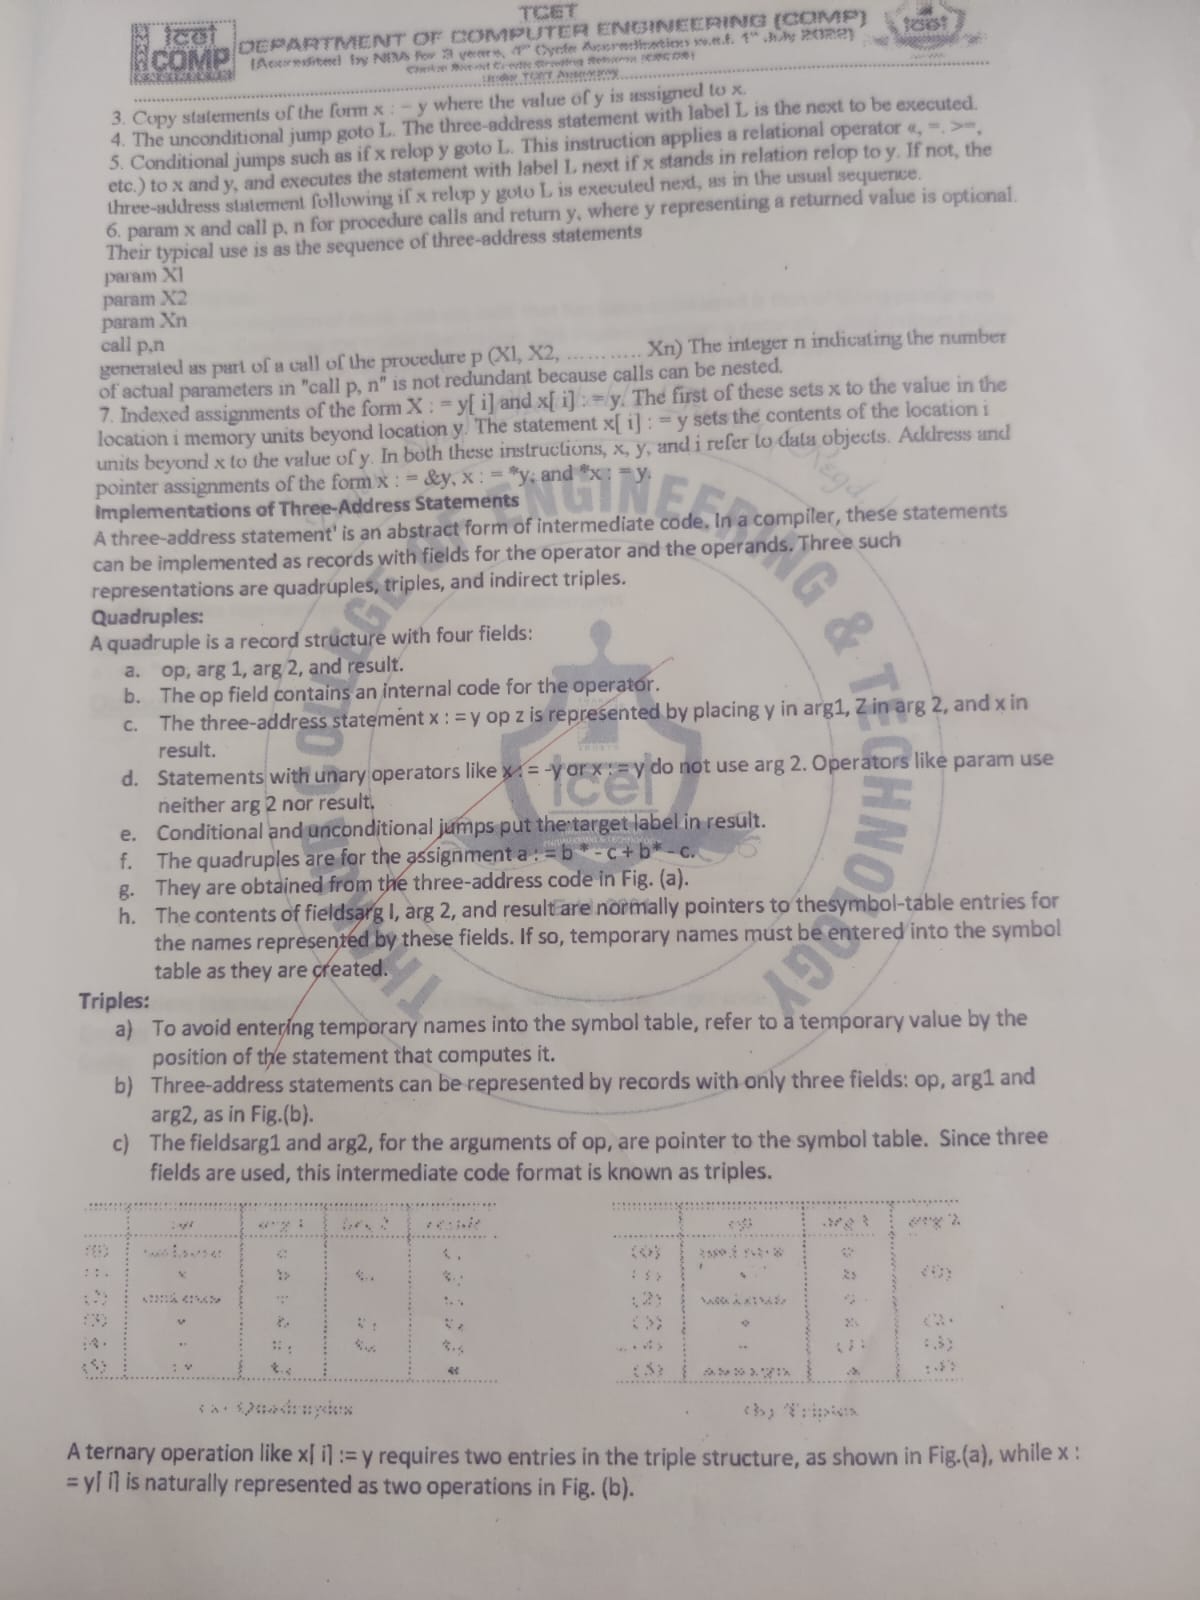 TCET
DEPARTMENT OF COMPUTER ENGINEERING (COMP)
(Accredited by NBA for 3 years, 4th Cycle Accreditation w.e.f. 1st July 2022)
Under TCET Autonomy
tcet
COMP
tcet
3. Copy statements of the form x : – y where the value of y is assigned to x.
4. The unconditional jump goto L. The three-address statement with label L is the next to be executed.
5. Conditional jumps such as if x relop y goto L. This instruction applies a relational operator «, =. >=,
etc.) to x and y, and executes the statement with label L next if x stands in relation relop to y. If not, the
three-address statement following if x relop y goto L is executed next, as in the usual sequence.
6. param x and call p, n for procedure calls and return y, where y representing a returned value is optional.
Their typical use is as the sequence of three-address statements
param X1
param X2
param Xn
call p,n
generated as part of a call of the procedure p (X1, X2, ........... Xn) The integer n indicating the number
of actual parameters in "call p, n" is not redundant because calls can be nested.
7. Indexed assignments of the form X : = y[ i] and x[ i] : = y. The first of these sets x to the value in the
location i memory units beyond location y. The statement x[ i] : = y sets the contents of the location i
units beyond x to the value of y. In both these instructions, x, y, and i refer to data objects. Address and
pointer assignments of the form x : = &y, x : = *y, and *x : = y.
Implementations of Three-Address Statements
A three-address statement' is an abstract form of intermediate code. In a compiler, these statements
can be implemented as records with fields for the operator and the operands. Three such
representations are quadruples, triples, and indirect triples.
Quadruples:
A quadruple is a record structure with four fields:
a. op, arg 1, arg 2, and result.
b. The op field contains an internal code for the operator.
c. The three-address statement x : = y op z is represented by placing y in arg1, Z in arg 2, and x in
result.
d. Statements with unary operators like x : = -y or x : = y do not use arg 2. Operators like param use
neither arg 2 nor result.
e. Conditional and unconditional jumps put the target label in result.
f. The quadruples are for the assignment a : = b * - c + b* - c.
g. They are obtained from the three-address code in Fig. (a).
h. The contents of fieldsarg l, arg 2, and result are normally pointers to thesymbol-table entries for
the names represented by these fields. If so, temporary names must be entered into the symbol
table as they are created.
Triples:
a) To avoid entering temporary names into the symbol table, refer to a temporary value by the
position of the statement that computes it.
b) Three-address statements can be represented by records with only three fields: op, arg1 and
arg2, as in Fig.(b).
c) The fieldsarg1 and arg2, for the arguments of op, are pointer to the symbol table. Since three
fields are used, this intermediate code format is known as triples.
op arg 1 arg 2 result
op arg 1 arg 2
(a) Quadruples
(b) Triples
A ternary operation like x[ i] := y requires two entries in the triple structure, as shown in Fig.(a), while x :
= y[ i] is naturally represented as two operations in Fig. (b).
COLLEGE OF ENGINEERING & TECHNOLOGY
tcet